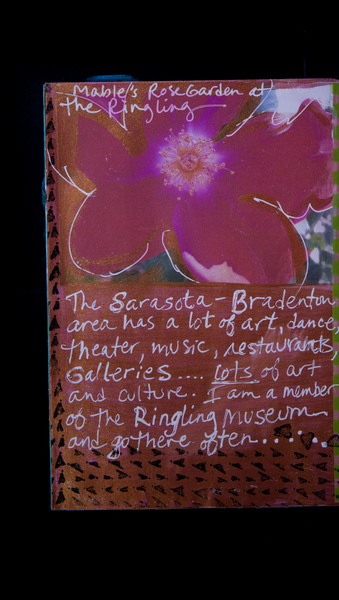 Mable's Rose Garden at
the Ringling
The Sarasota - Bradenton
area has a lot of art, dance,
theater, music, restaurants,
Galleries.... Lots of art
and culture.. I am a member
of the Ringling Museum
and go there often......